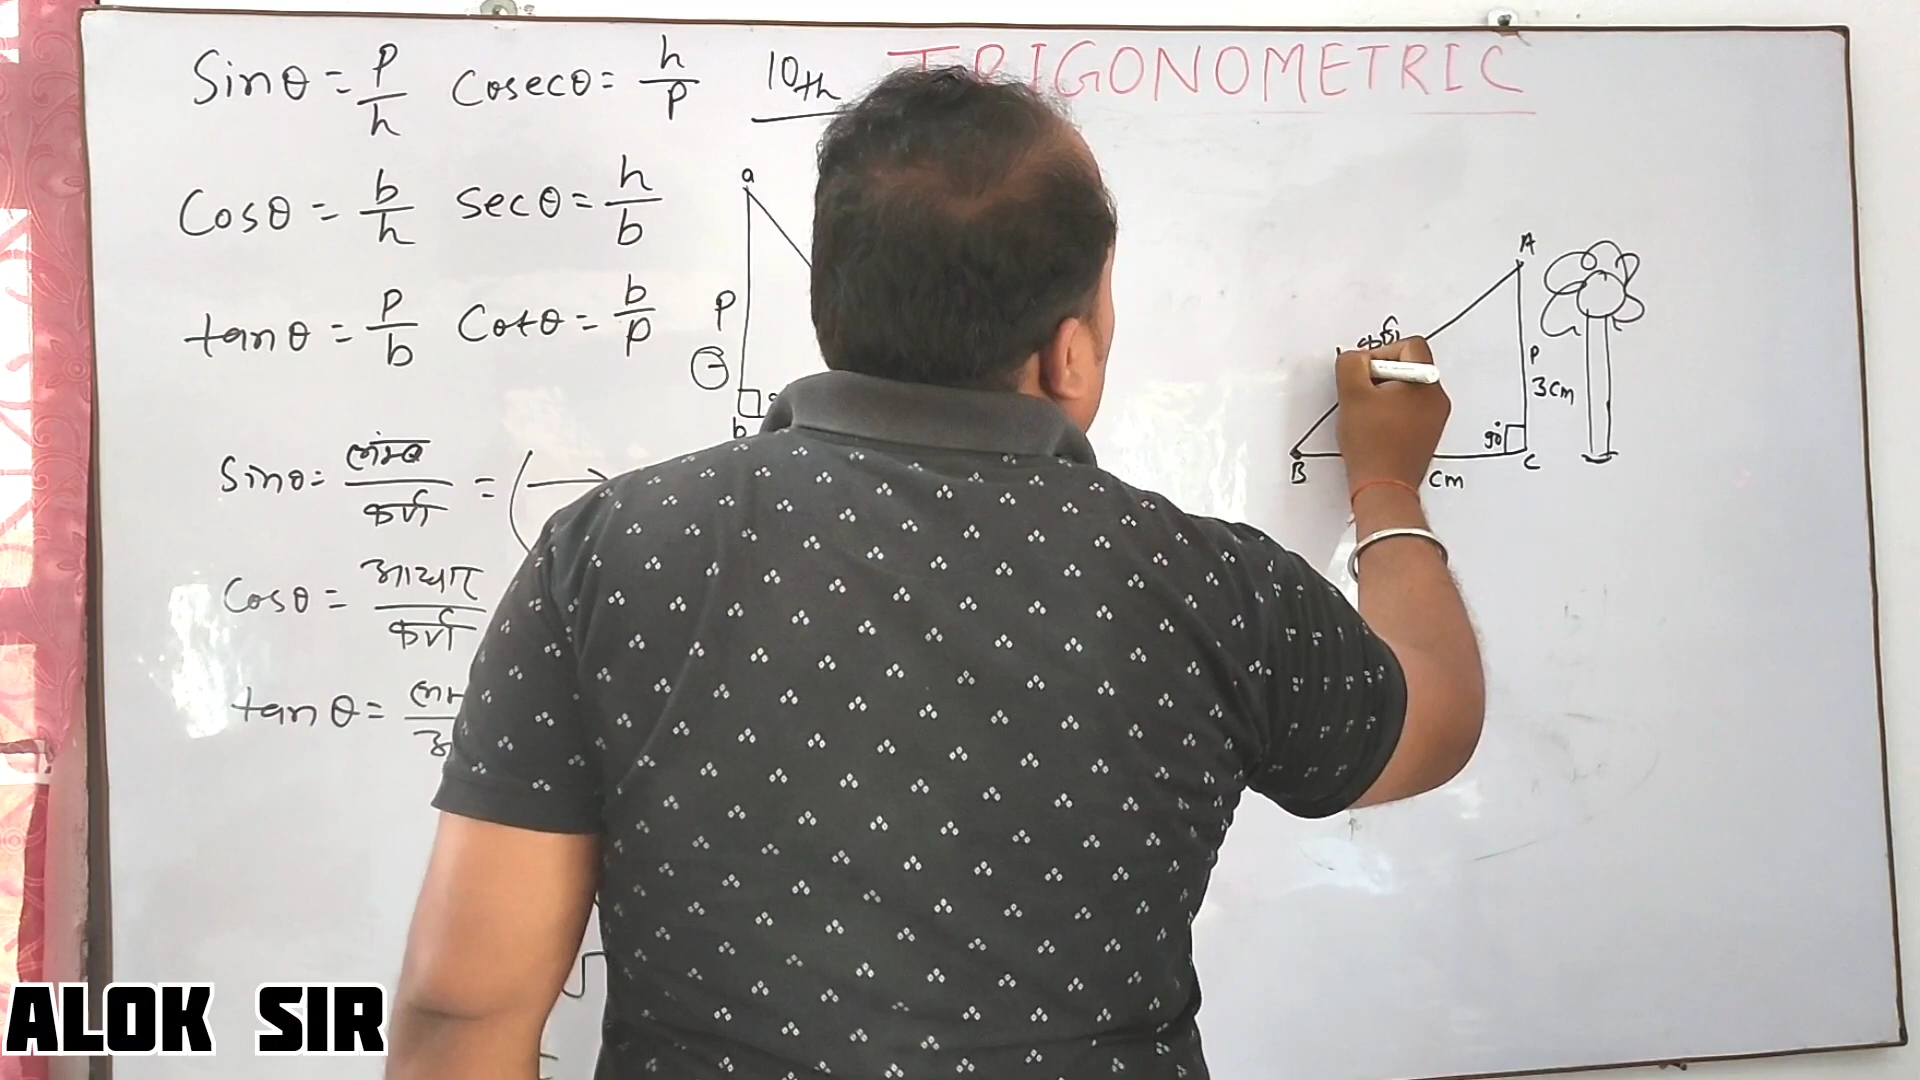 10th TRIGONOMETRIC
Sinθ = p/h Cosecθ = h/p
Cosθ = b/h secθ = h/b
tanθ = p/b Cotθ = b/p
Sinθ = लम्ब/कर्ण =
Cosθ =
tanθ =
a
P
b
A
कर्ण
P
3cm
90°
B
cm
C
ALOK SIR